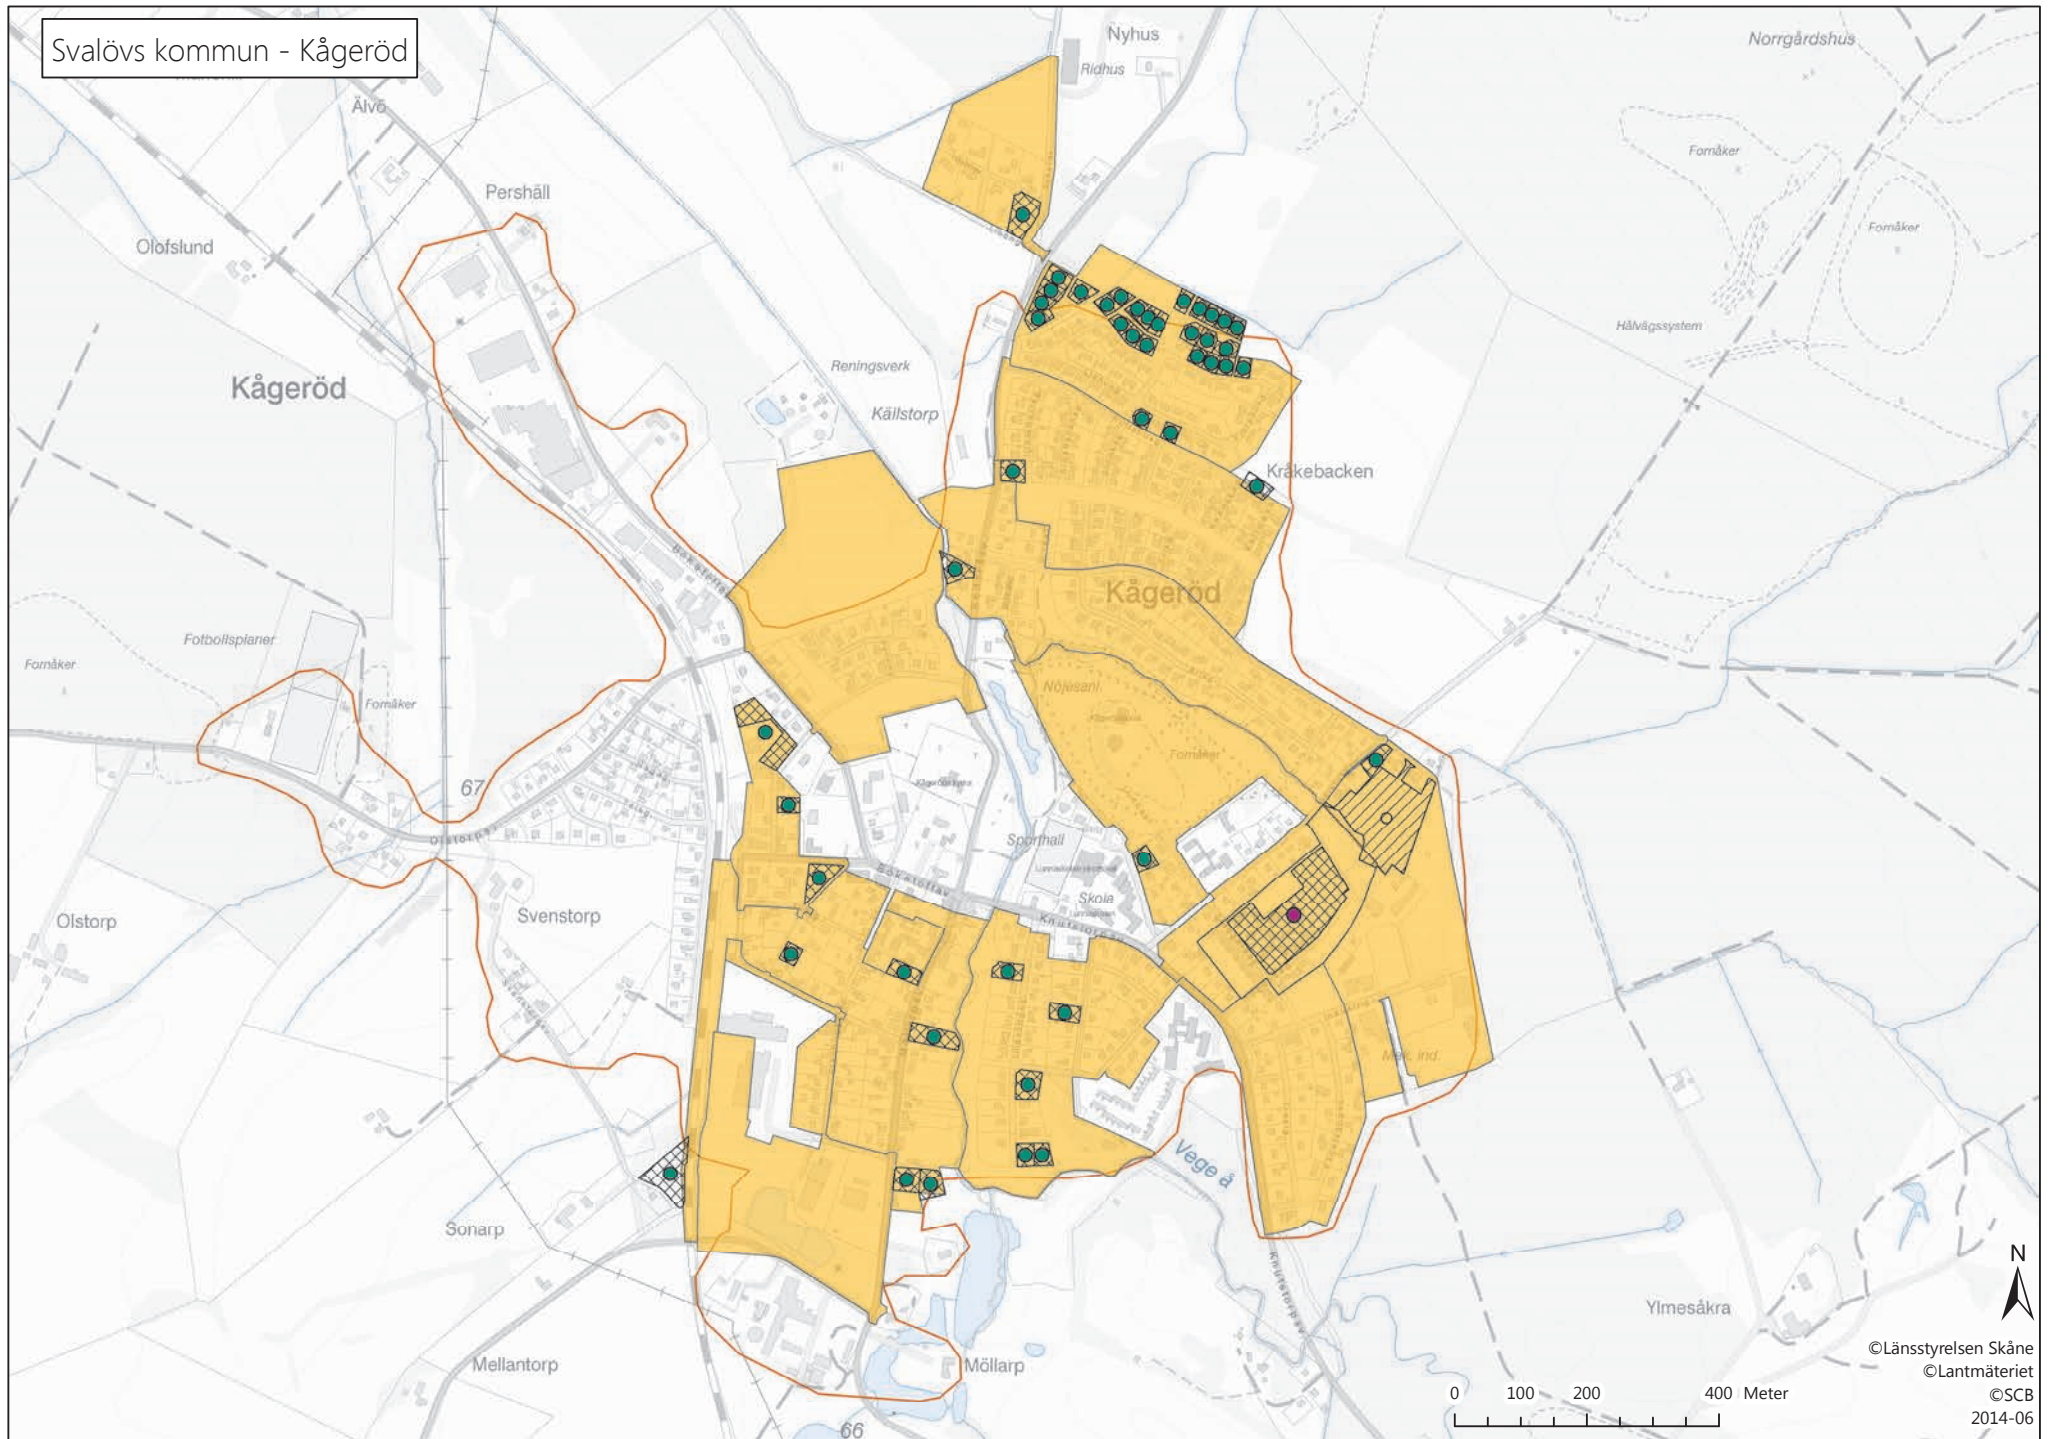 Svalövs kommun - Kågeröd
Nyhus
Ridhus
Norrgårdshus
Älvö
Fornåker
Pershäll
Fornåker
Olofslund
Hålvägssystem
Reningsverk
Kågeröd
Källstorp
Kråkebacken
Kågeröd
Fotbollsplaner
Fornåker
Fornåker
Nöjesanl.
Fornåker
67
Sporthall
Skola
Olstorp
Svenstorp
Knutstorpsv.
Mek. ind.
Vege å
Sonarp
Knutstorpsv.
Ylmesåkra
N
Mellantorp
Möllarp
66
©Länsstyrelsen Skåne
©Lantmäteriet
©SCB
2014-06
0 100 200 400 Meter